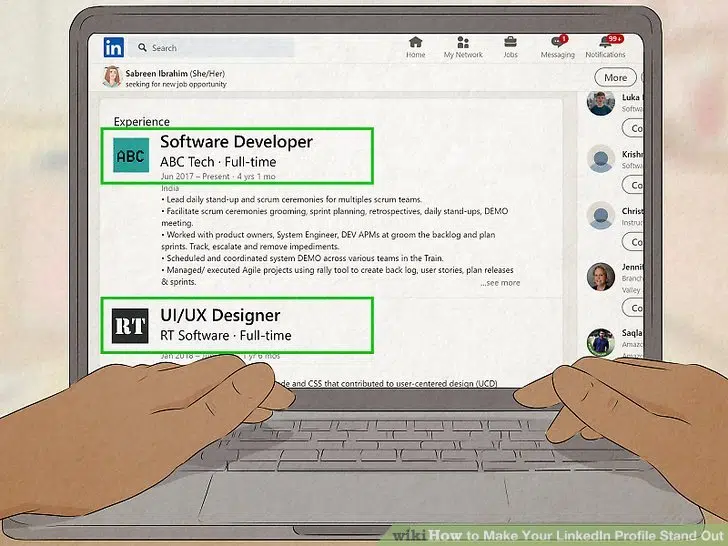 in
Search
Home
My Network
Jobs
Messaging
1
Notifications
99+
Sabreen Ibrahim (She/Her)
seeking for new job opportunity
More
Experience
ABC
Software Developer
ABC Tech · Full-time
Jun 2017 – Present · 4 yrs 1 mo
India
• Lead daily stand-up and scrum ceremonies for multiples scrum teams.
• Facilitate scrum ceremonies grooming, sprint planning, retrospectives, daily stand-ups, DEMO
meeting.
• Worked with product owners, System Engineer, DEV APMs at groom the backlog and plan
sprints. Track, escalate and remove impediments.
• Scheduled and coordinated system DEMO across various teams in the Train.
• Managed/ executed Agile projects using rally tool to create back log, user stories, plan releases
& sprints.
...see more
RT
UI/UX Designer
RT Software · Full-time
Jan 2018 – 1 yr 6 mos
and CSS that contributed to user-centered design (UCD)
Luka
Softwa
Co
Krishn
Softwa
Co
Christ
Instruc
Co
Jennif
Branch
Valley
Co
Saqla
Amazo
wikiHow to Make Your LinkedIn Profile Stand Out